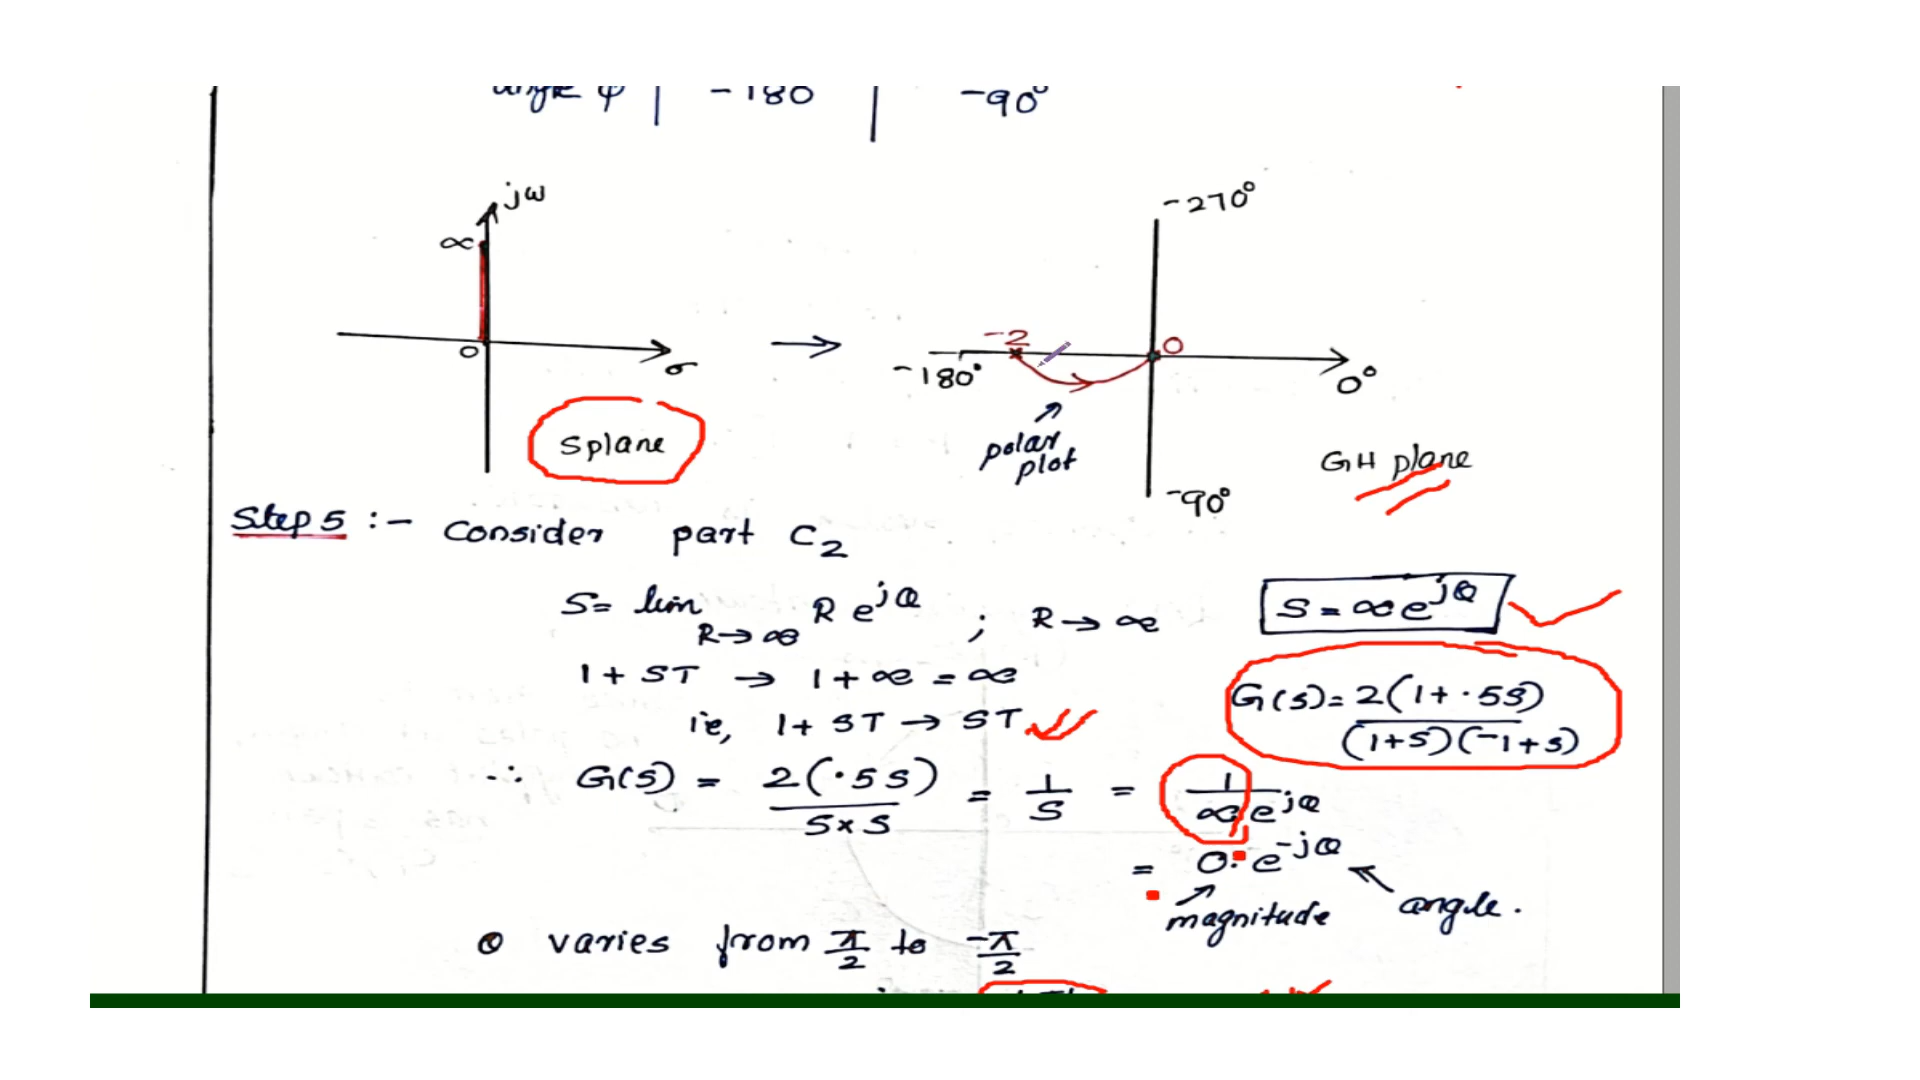 angle φ | -180 | -90°
jω
∞
0
σ
S plane
→
-270°
-2
0
-180°
0°
polar
plot
GH plane
-90°
Step 5 :- Consider part C₂
S = lim R e^jθ ; R → ∞
R → ∞
S = ∞ e^jθ
1 + ST → 1 + ∞ = ∞
ie, 1 + ST → ST
G(s) = 2(1+.5s)
(1+s)(-1+s)
∴ G(s) = 2(.5s) / s×s = 1/s = 1/∞ e^jθ
= 0·e^-jθ
magnitude
angle.
θ varies from π/2 to -π/2